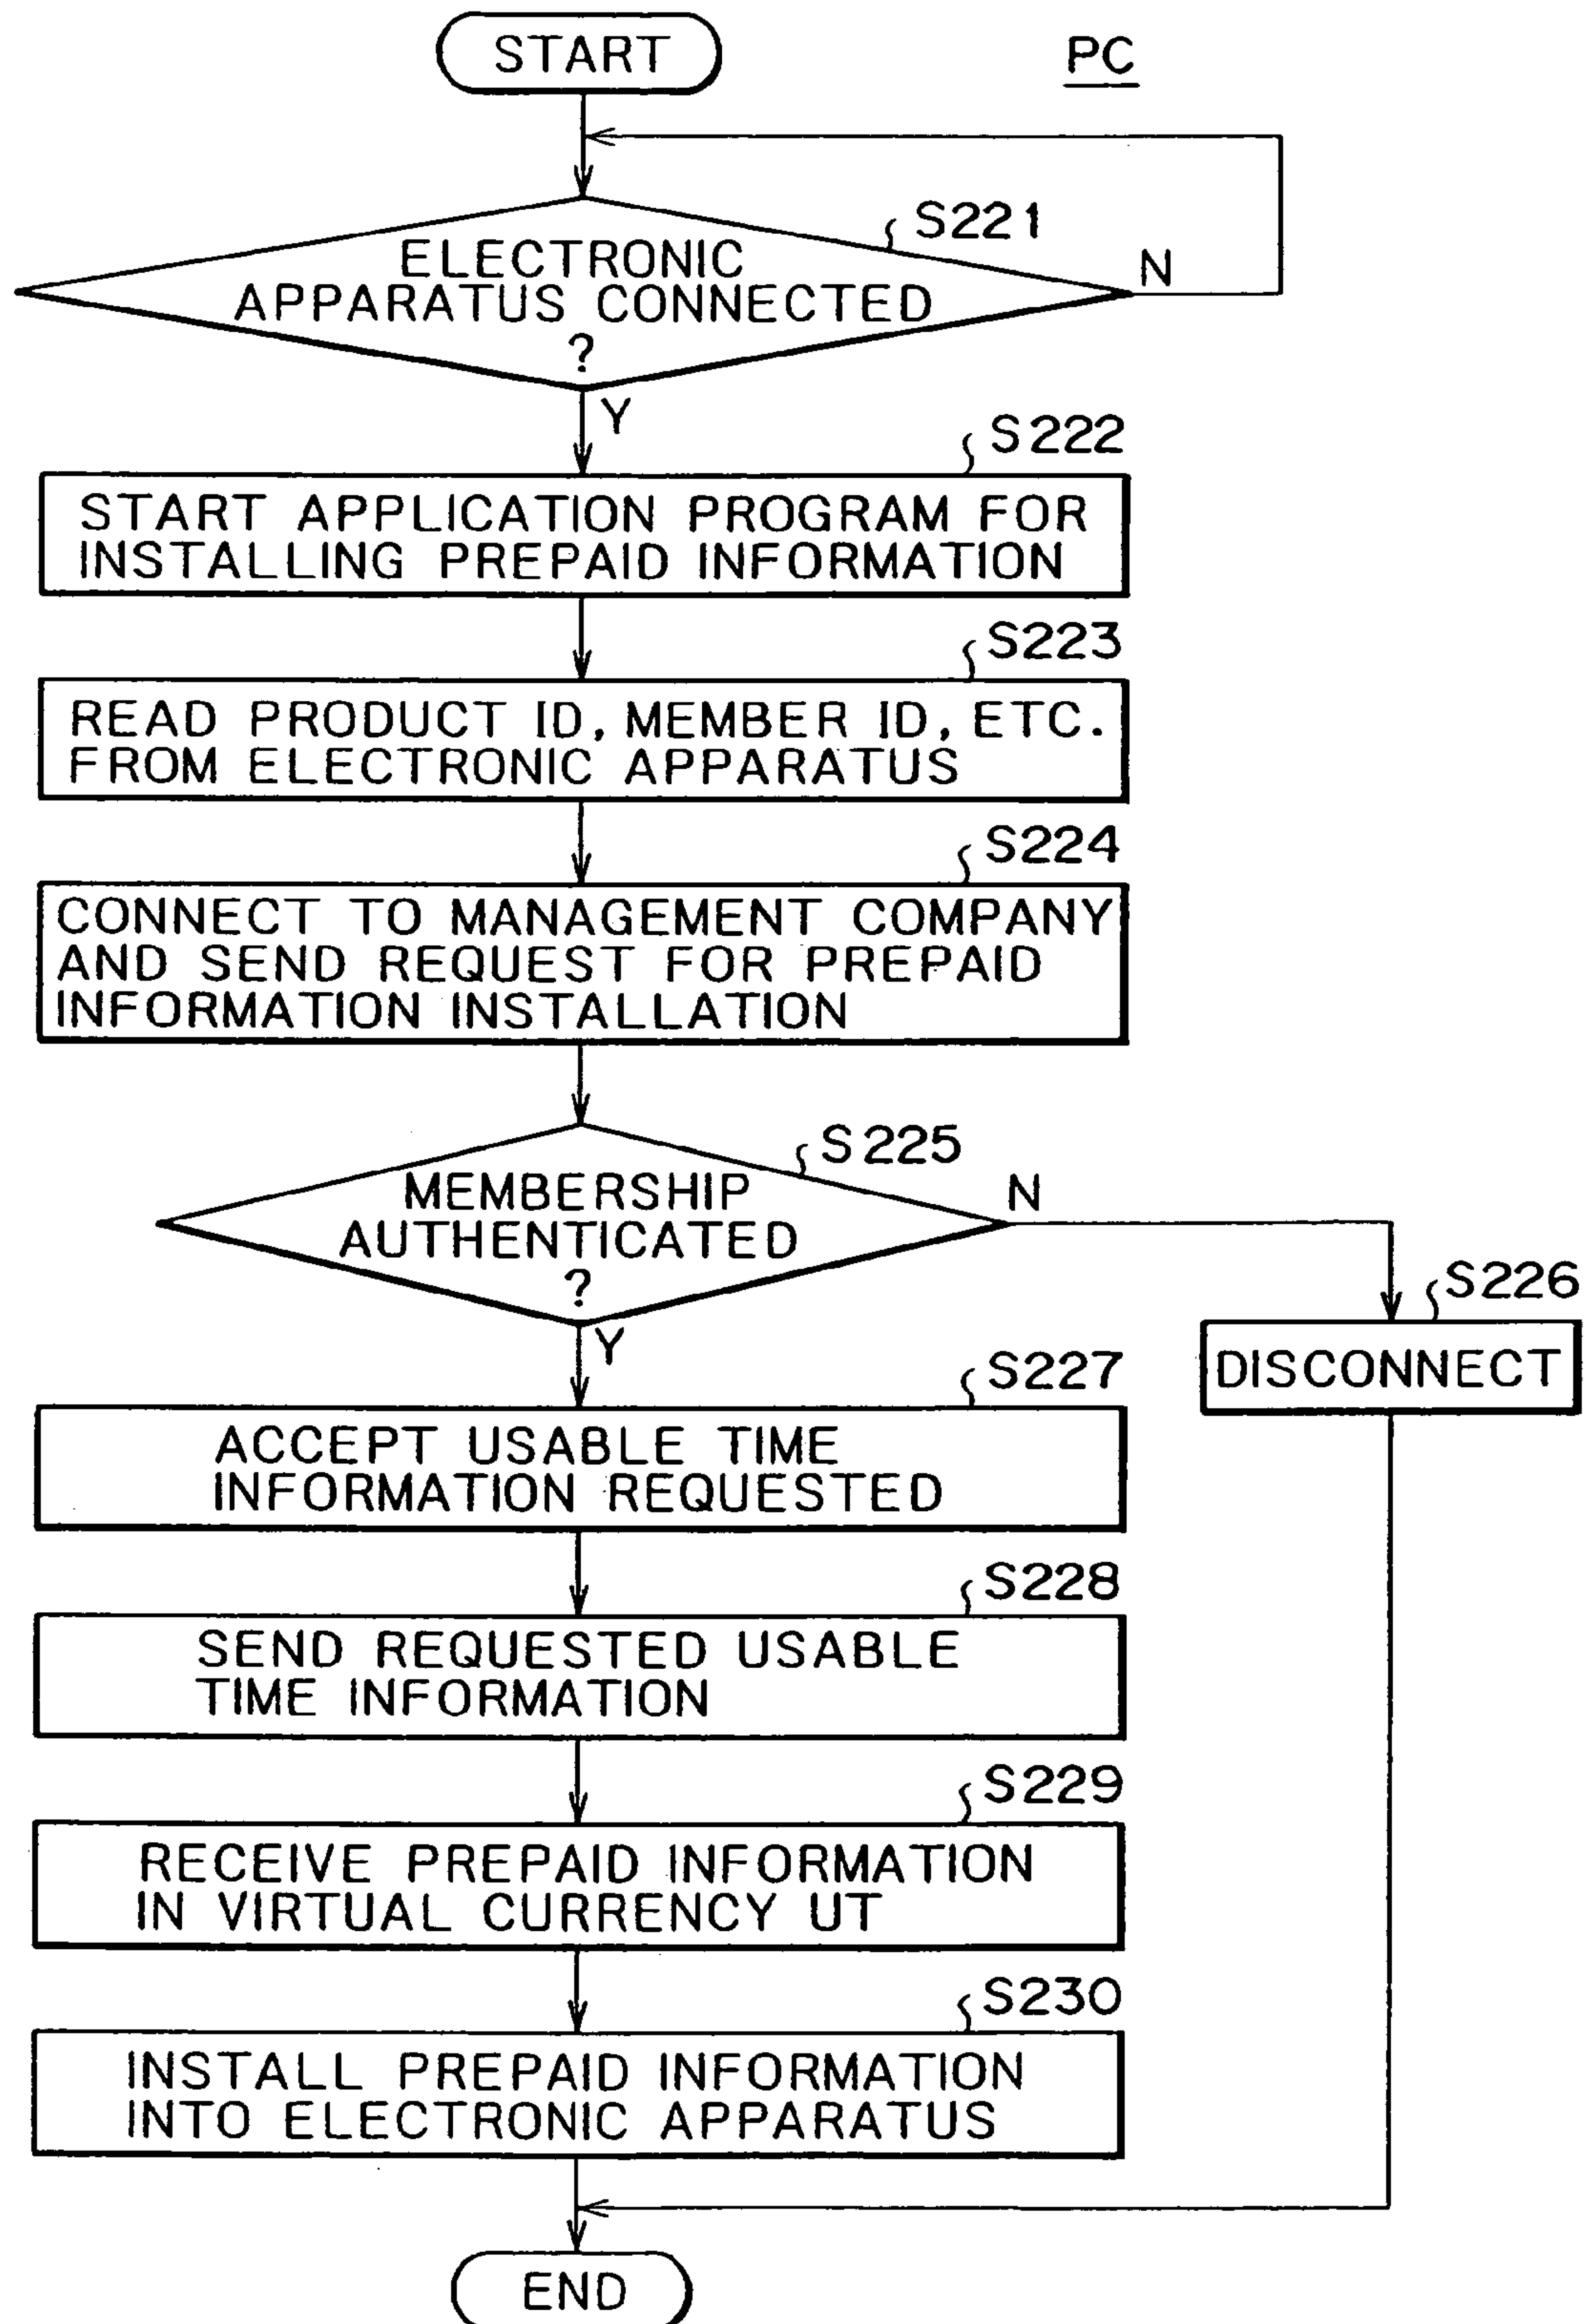 START
PC
S221
ELECTRONIC
APPARATUS CONNECTED
?
N
Y
S222
START APPLICATION PROGRAM FOR
INSTALLING PREPAID INFORMATION
S223
READ PRODUCT ID, MEMBER ID, ETC.
FROM ELECTRONIC APPARATUS
S224
CONNECT TO MANAGEMENT COMPANY
AND SEND REQUEST FOR PREPAID
INFORMATION INSTALLATION
S225
MEMBERSHIP
AUTHENTICATED
?
N
Y
S226
DISCONNECT
S227
ACCEPT USABLE TIME
INFORMATION REQUESTED
S228
SEND REQUESTED USABLE
TIME INFORMATION
S229
RECEIVE PREPAID INFORMATION
IN VIRTUAL CURRENCY UT
S230
INSTALL PREPAID INFORMATION
INTO ELECTRONIC APPARATUS
END